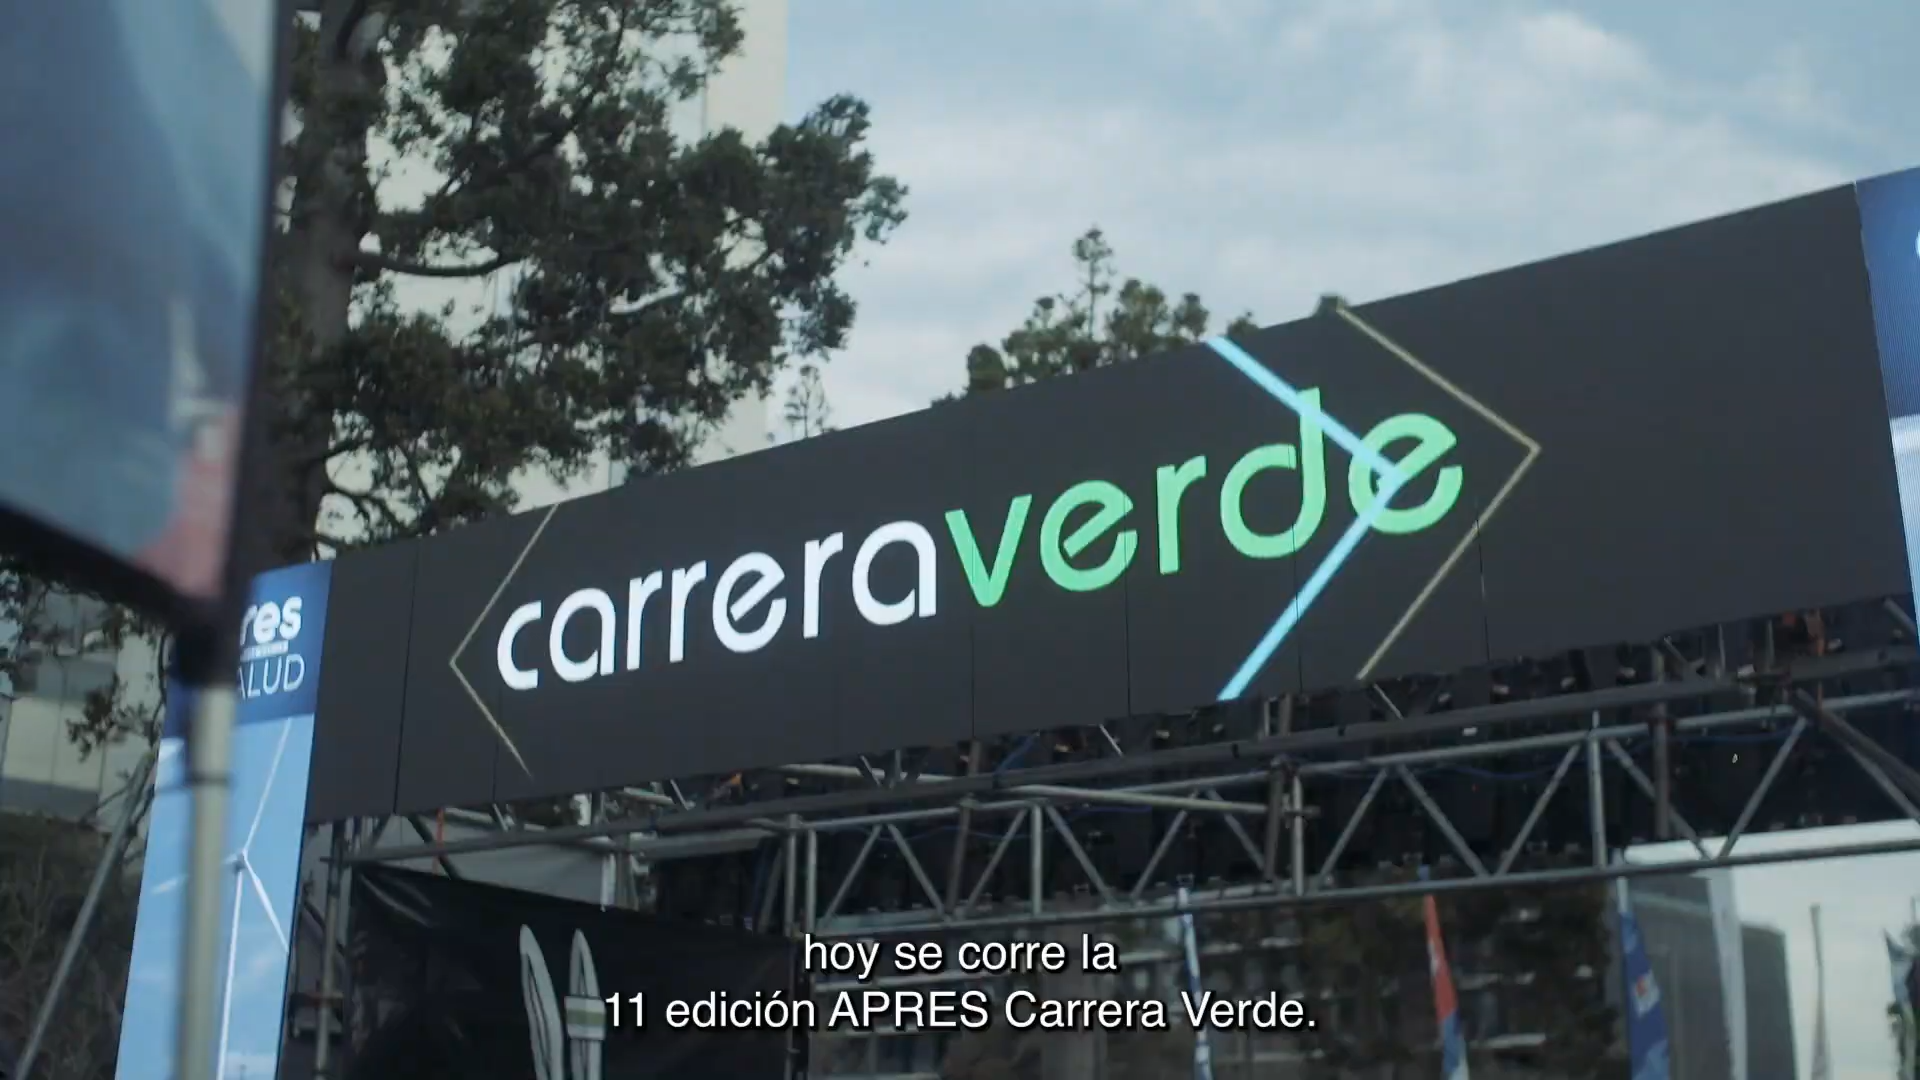 carreraverde
res
ALUD
hoy se corre la
11 edición APRES Carrera Verde.